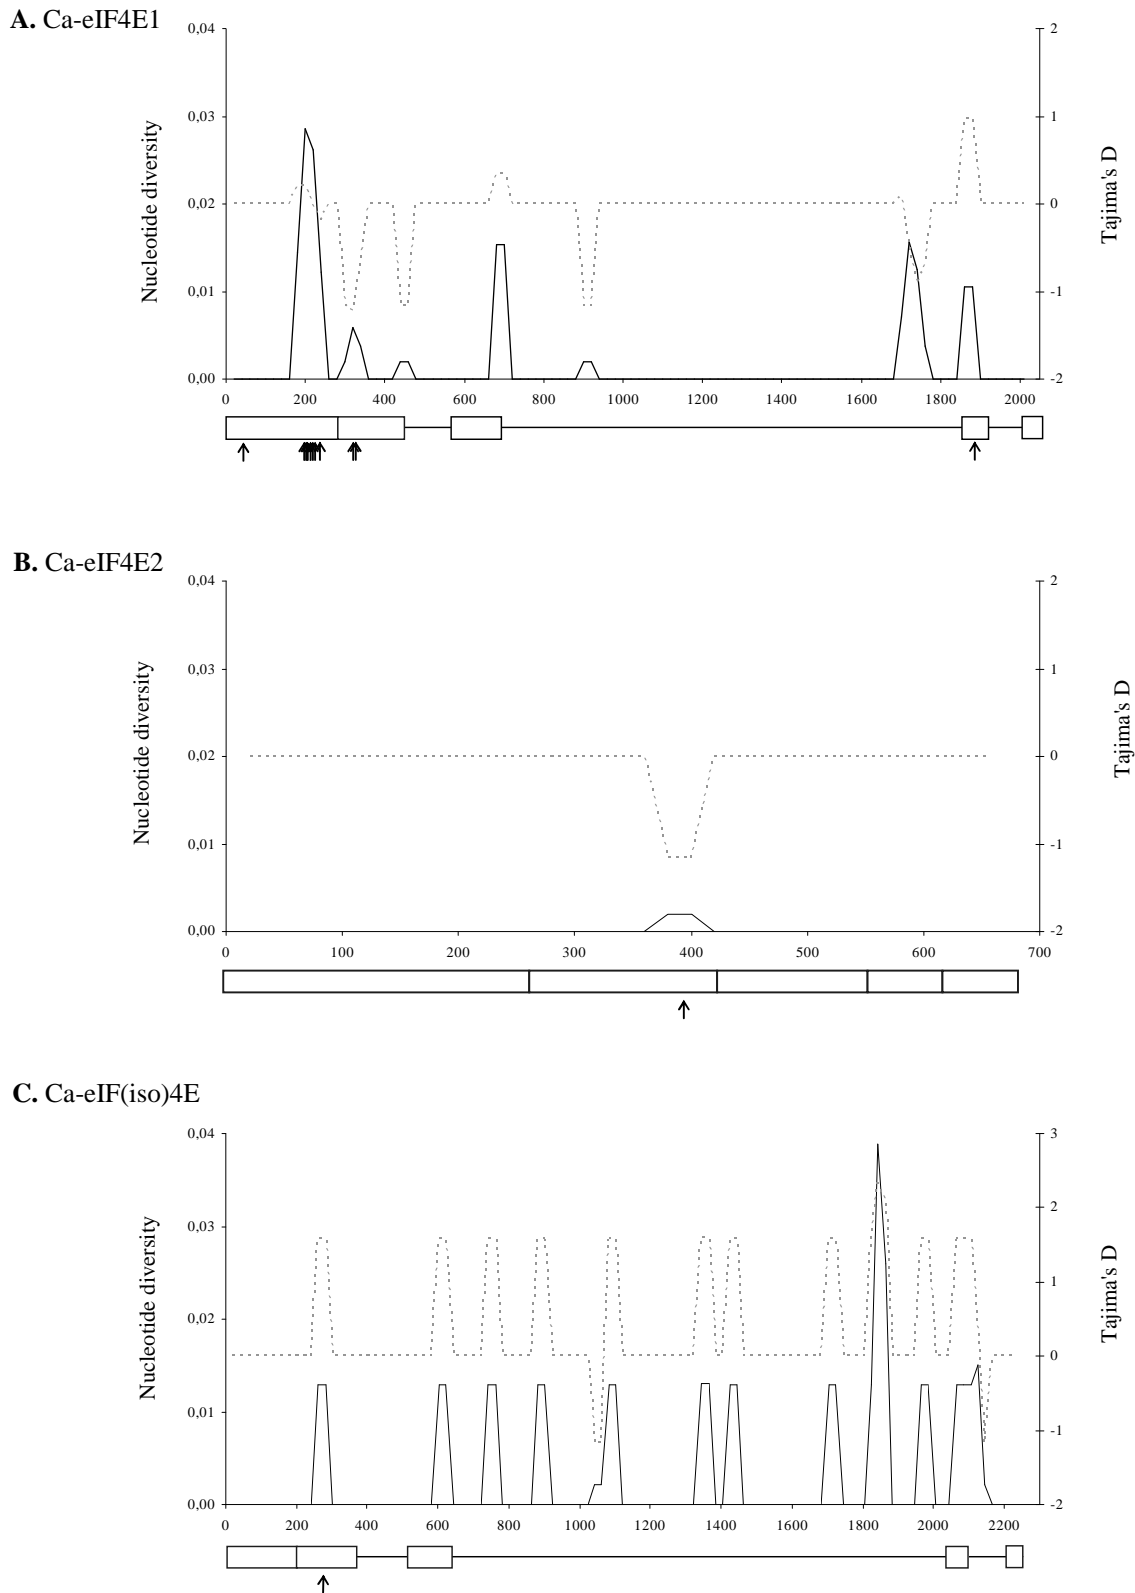 A. Ca-eIF4E1
0,04
0,03
0,02
0,01
0,00
Nucleotide diversity
2
1
0
-1
-2
Tajima's D
0 200 400 600 800 1000 1200 1400 1600 1800 2000
B. Ca-eIF4E2
0,04
0,03
0,02
0,01
0,00
Nucleotide diversity
2
1
0
-1
-2
Tajima's D
0 100 200 300 400 500 600 700
C. Ca-eIF(iso)4E
0,04
0,03
0,02
0,01
0,00
Nucleotide diversity
3
2
1
0
-1
-2
Tajima's D
0 200 400 600 800 1000 1200 1400 1600 1800 2000 2200